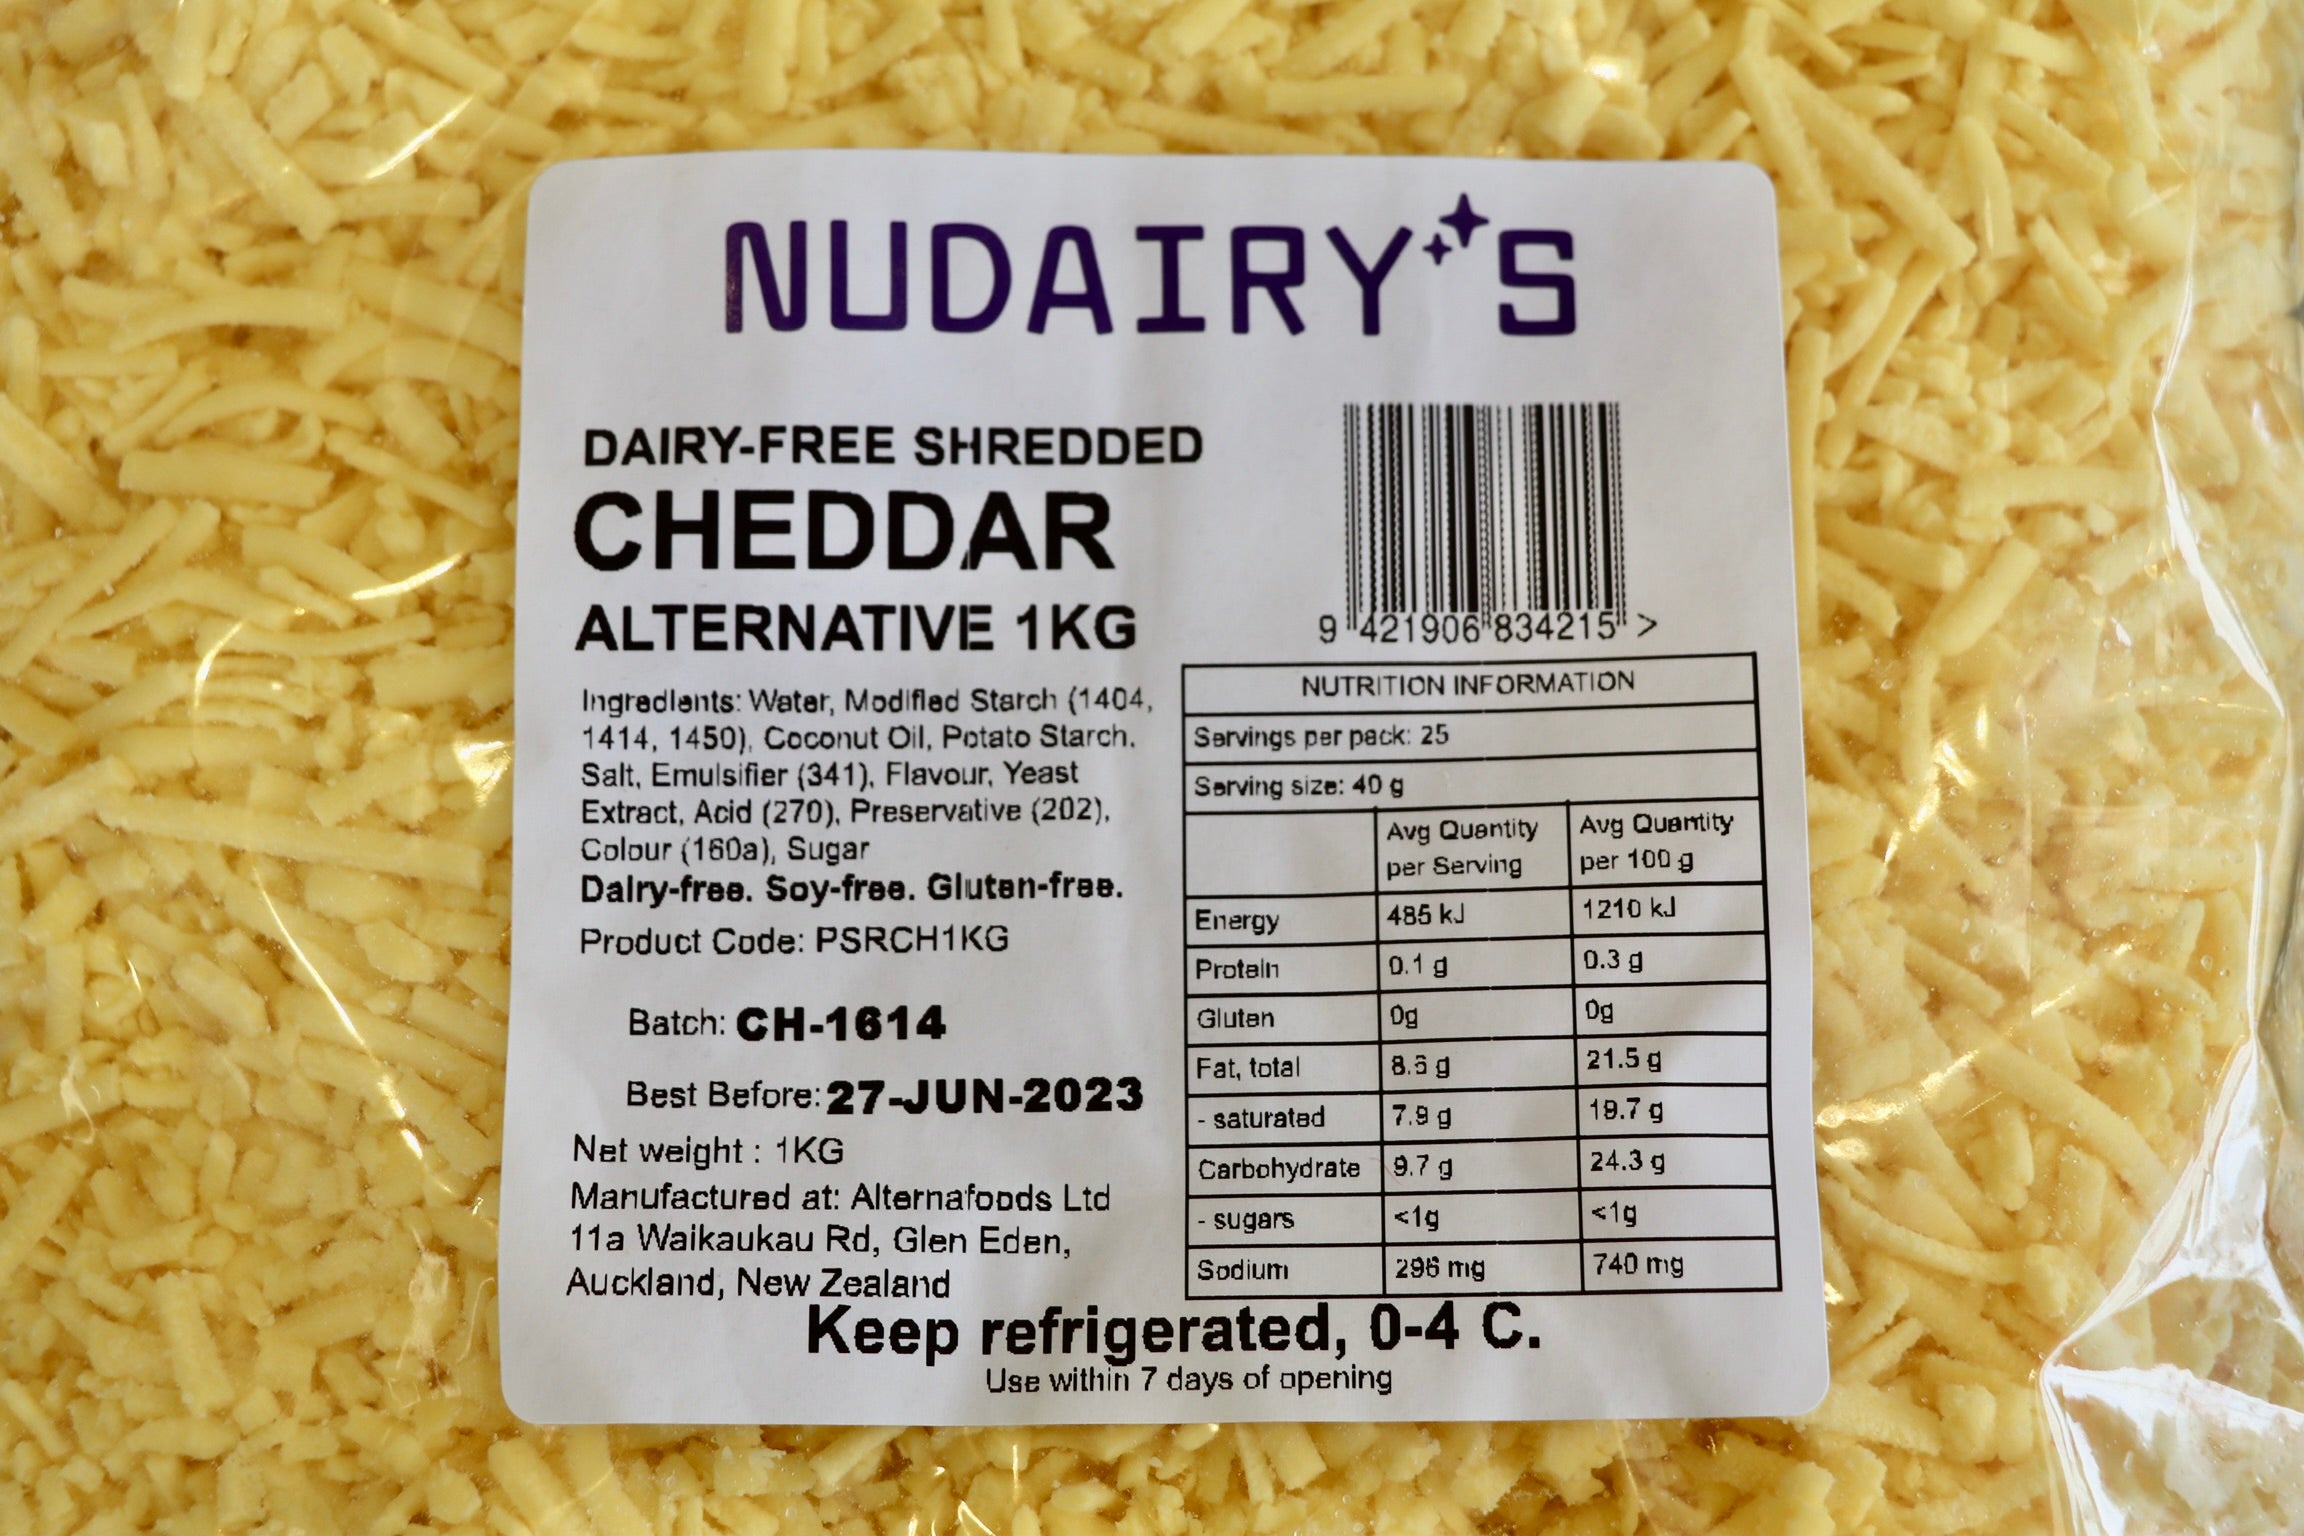 NUDAIRY'S
DAIRY-FREE SHREDDED
CHEDDAR
ALTERNATIVE 1KG
9 421906 834215 >
Ingredients: Water, Modified Starch (1404,
1414, 1450), Coconut Oil, Potato Starch,
Salt, Emulsifier (341), Flavour, Yeast
Extract, Acid (270), Preservative (202),
Colour (160a), Sugar
Dairy-free. Soy-free. Gluten-free.
Product Code: PSRCH1KG
Batch: CH-1614
Best Before: 27-JUN-2023
Net weight : 1KG
Manufactured at: Alternafoods Ltd
11a Waikaukau Rd, Glen Eden,
Auckland, New Zealand
NUTRITION INFORMATION
Servings per pack: 25
Serving size: 40 g
Avg Quantity per Serving Avg Quantity per 100 g
Energy 485 kJ 1210 kJ
Protein 0.1 g 0.3 g
Gluten 0g 0g
Fat, total 8.6 g 21.5 g
- saturated 7.9 g 19.7 g
Carbohydrate 9.7 g 24.3 g
- sugars <1g <1g
Sodium 296 mg 740 mg
Keep refrigerated, 0-4 C.
Use within 7 days of opening